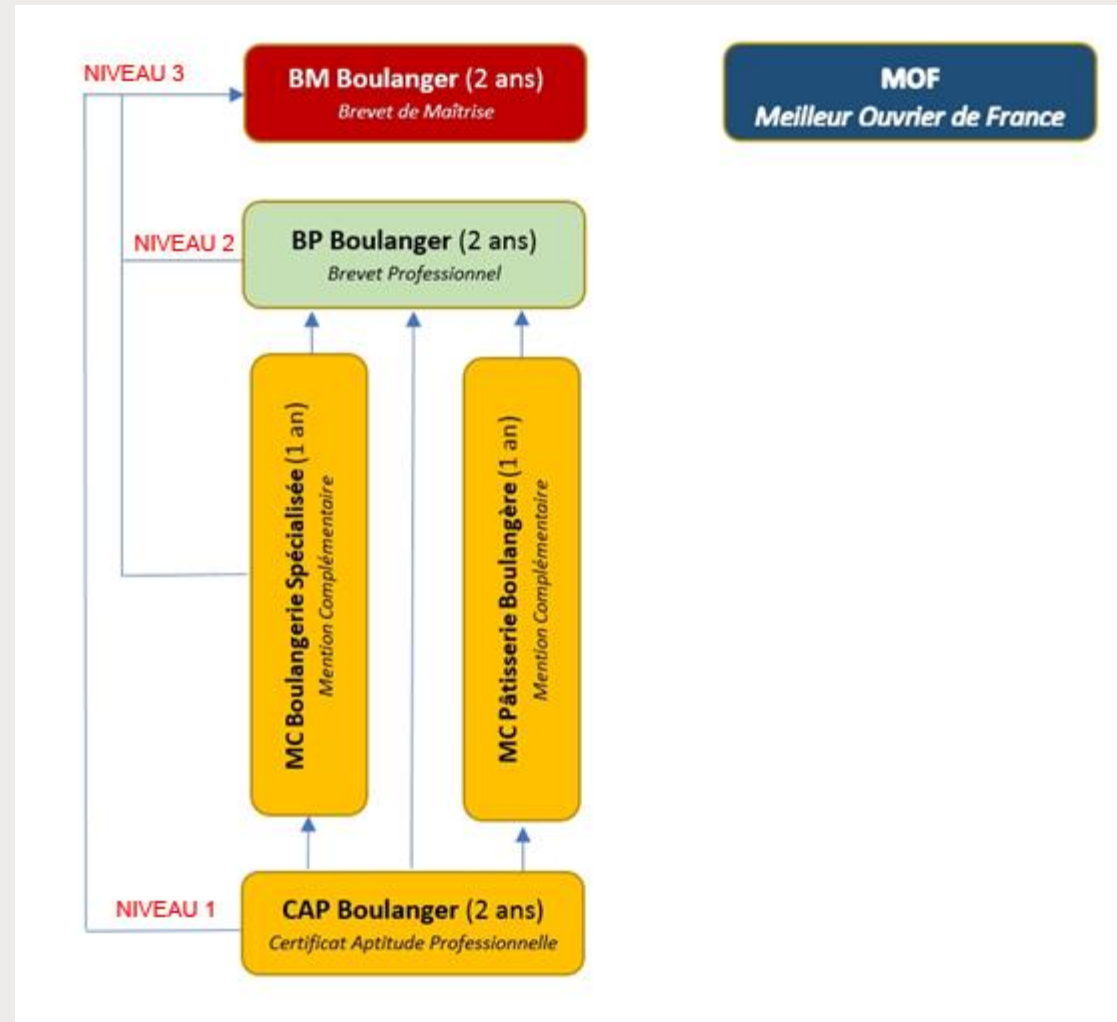 NIVEAU 3
BM Boulanger (2 ans)
Brevet de Maîtrise
MOF
Meilleur Ouvrier de France
NIVEAU 2
BP Boulanger (2 ans)
Brevet Professionnel
MC Boulangerie Spécialisée (1 an)
Mention Complémentaire
MC Pâtisserie Boulangère (1 an)
Mention Complémentaire
NIVEAU 1
CAP Boulanger (2 ans)
Certificat Aptitude Professionnelle